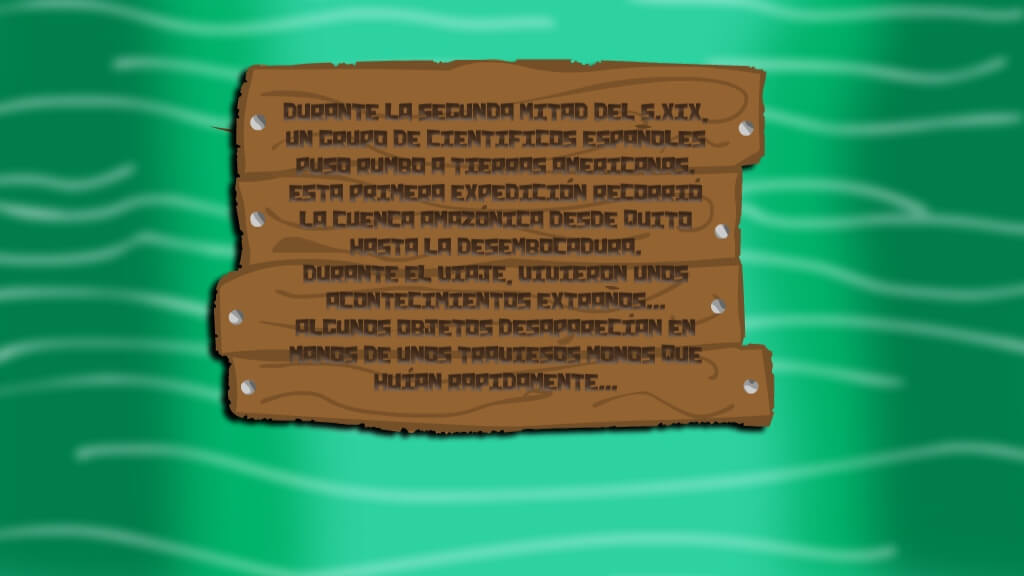 DURANTE LA SEGUNDA MITAD DEL S.XIX,
UN GRUPO DE CIENTIFICOS ESPAÑOLES
PUSO RUMBO A TIERRAS AMERICANAS.
ESTA PRIMERA EXPEDICIÓN RECORRIÓ
LA CUENCA AMAZÓNICA DESDE QUITO
HASTA LA DESEMBOCADURA.
DURANTE EL VIAJE, VIVIERON UNOS
ACONTECIMIENTOS EXTRAÑOS...
ALGUNOS OBJETOS DESAPARECÍAN EN
MANOS DE UNOS TRAVIESOS MONOS QUE
HUÍAN RAPIDAMENTE...